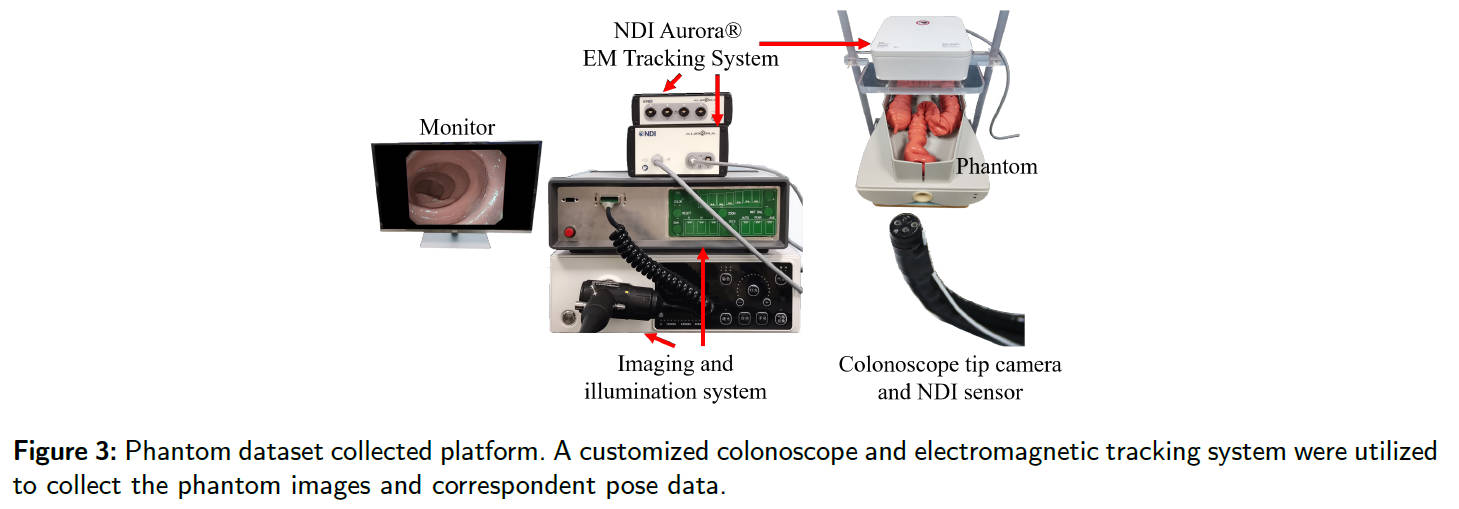 NDI Aurora®
EM Tracking System
Monitor
NDI
Phantom
Imaging and
illumination system
Colonoscope tip camera
and NDI sensor
Figure 3: Phantom dataset collected platform. A customized colonoscope and electromagnetic tracking system were utilized
to collect the phantom images and correspondent pose data.